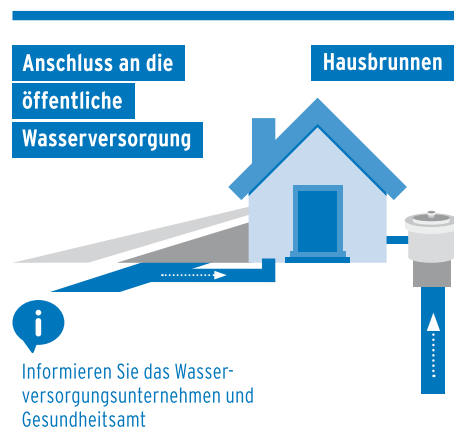 Anschluss an die
öffentliche
Wasserversorgung
Hausbrunnen
Informieren Sie das Wasser-
versorgungsunternehmen und
Gesundheitsamt